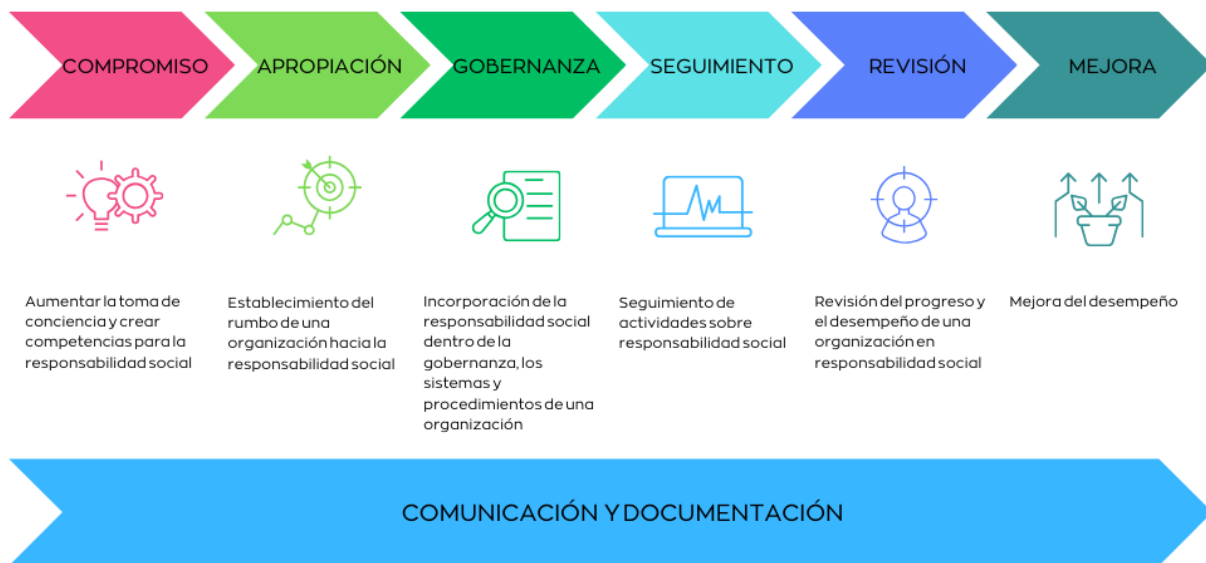 COMPROMISO
APROPIACIÓN
GOBERNANZA
SEGUIMIENTO
REVISIÓN
MEJORA
Aumentar la toma de
conciencia y crear
competencias para la
responsabilidad social
Establecimiento del
rumbo de una
organización hacia la
responsabilidad social
Incorporación de la
responsabilidad social
dentro de la
gobernanza, los
sistemas y
procedimientos de una
organización
Seguimiento de
actividades sobre
responsabilidad social
Revisión del progreso y
el desempeño de una
organización en
responsabilidad social
Mejora del desempeño
COMUNICACIÓN Y DOCUMENTACIÓN